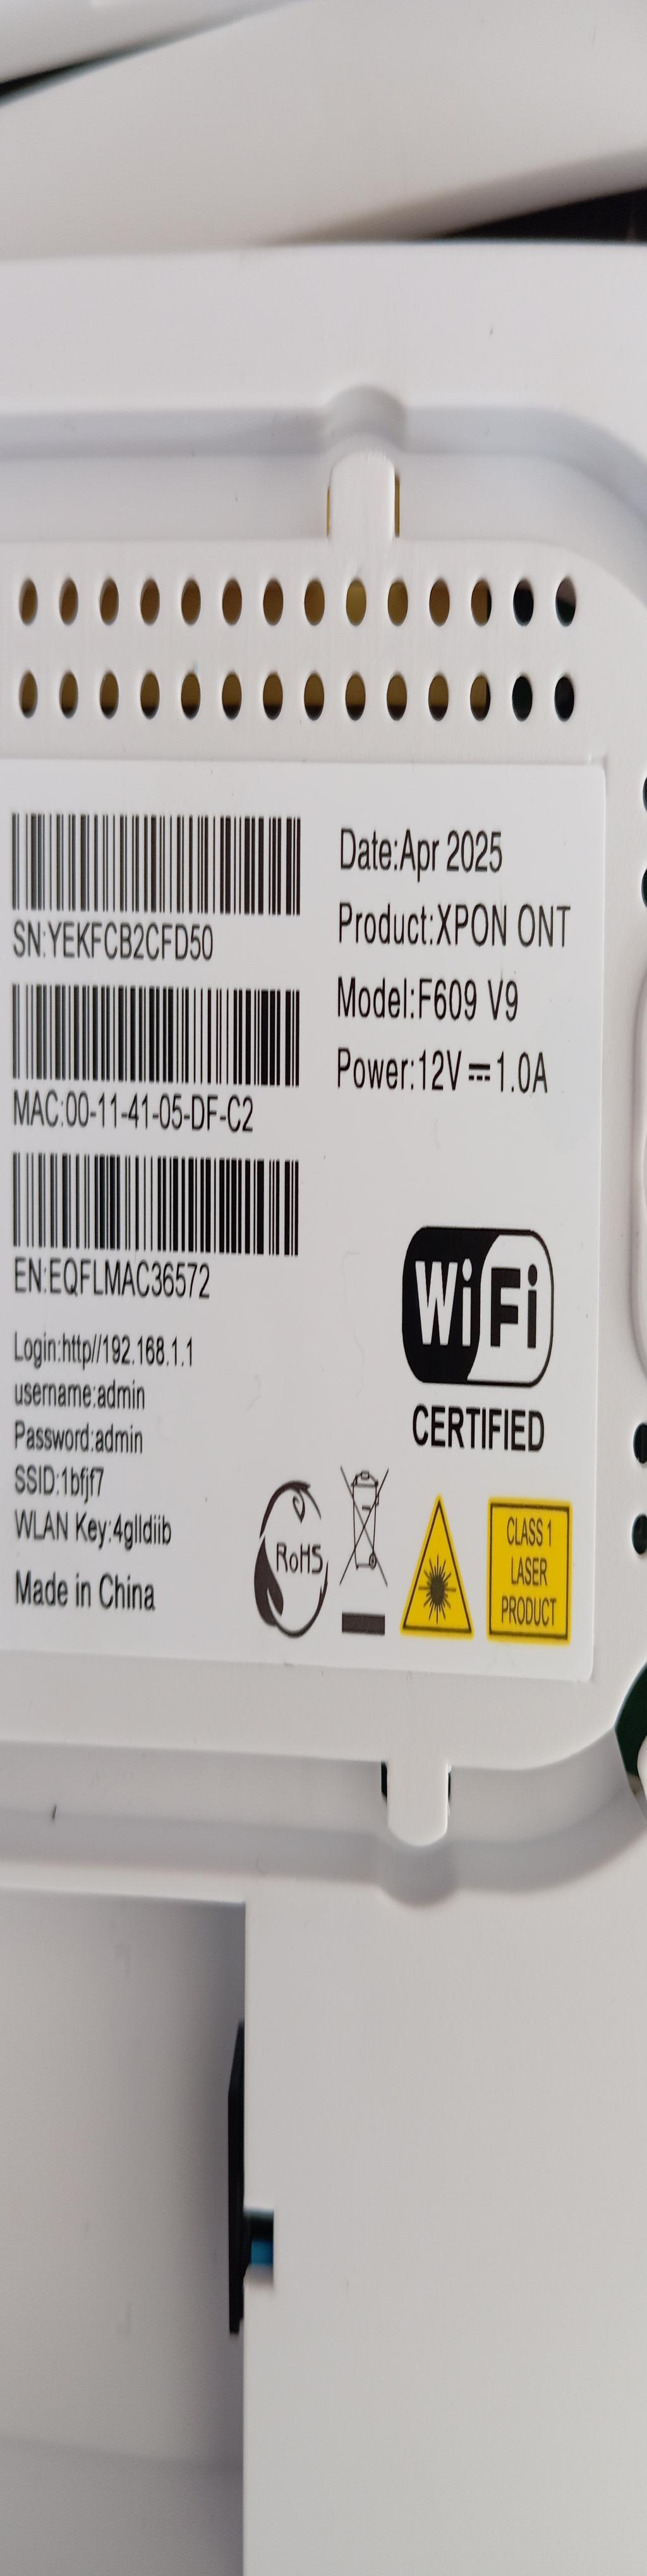 SN:YEKFCB2CFD50
MAC:00-11-41-05-DF-C2
EN:EQFLMAC36572
Login:http//192.168.1.1
username:admin
Password:admin
SSID:1bfjf7
WLAN Key:4glldiib
Made in China
Date:Apr 2025
Product:XPON ONT
Model:F609 V9
Power:12V⎓1.0A
WiFi
CERTIFIED
RoHS
CLASS 1
LASER
PRODUCT